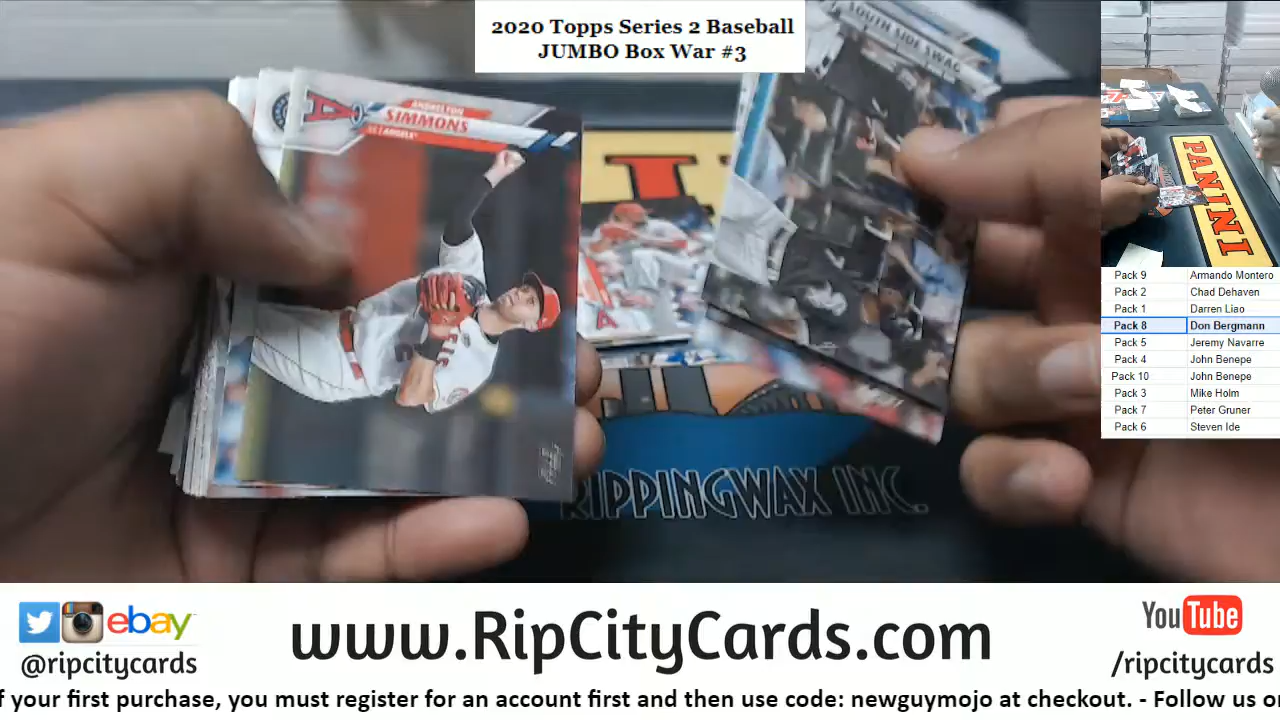 2020 Topps Series 2 Baseball
JUMBO Box War #3
SOUTH SIDE SWAG
ANDRELTON
SIMMONS
ANGELS
A
PANINI
RIPPINGWAX INC.
Pack 9 Armando Montero
Pack 2 Chad Dehaven
Pack 1 Darren Liao
Pack 8 Don Bergmann
Pack 5 Jeremy Navarre
Pack 4 John Benepe
Pack 10 John Benepe
Pack 3 Mike Holm
Pack 7 Peter Gruner
Pack 6 Steven Ide
ebay
@ripcitycards
www.RipCityCards.com
YouTube
/ripcitycards
f your first purchase, you must register for an account first and then use code: newguymojo at checkout. - Follow us o